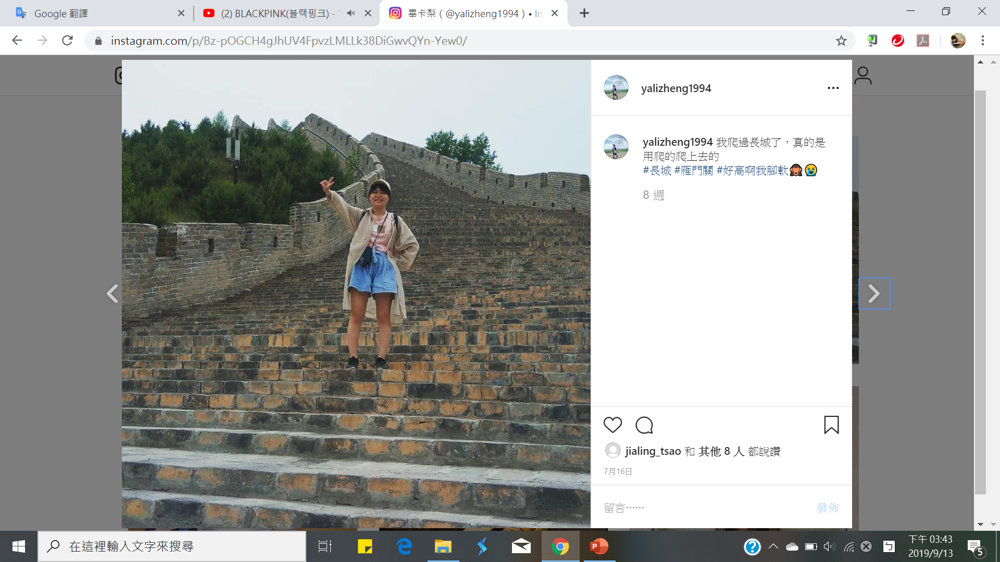 Google 翻譯
(2) BLACKPINK(블랙핑크) -
畢卡梨 ( @yalizheng1994 ) • In
instagram.com/p/Bz-pOGCH4gJhUV4FpvzLMLLk38DiGwvQYn-Yew0/
yalizheng1994
yalizheng1994 我爬過長城了，真的是
用爬的爬上去的
#長城 #雁門關 #好高啊我腳軟🙈😭
8 週
jialing_tsao 和 其他 8 人 都說讚
7月16日
留言……
發佈
在這裡輸入文字來搜尋
ㄅ
下午 03:43
2019/9/13
5